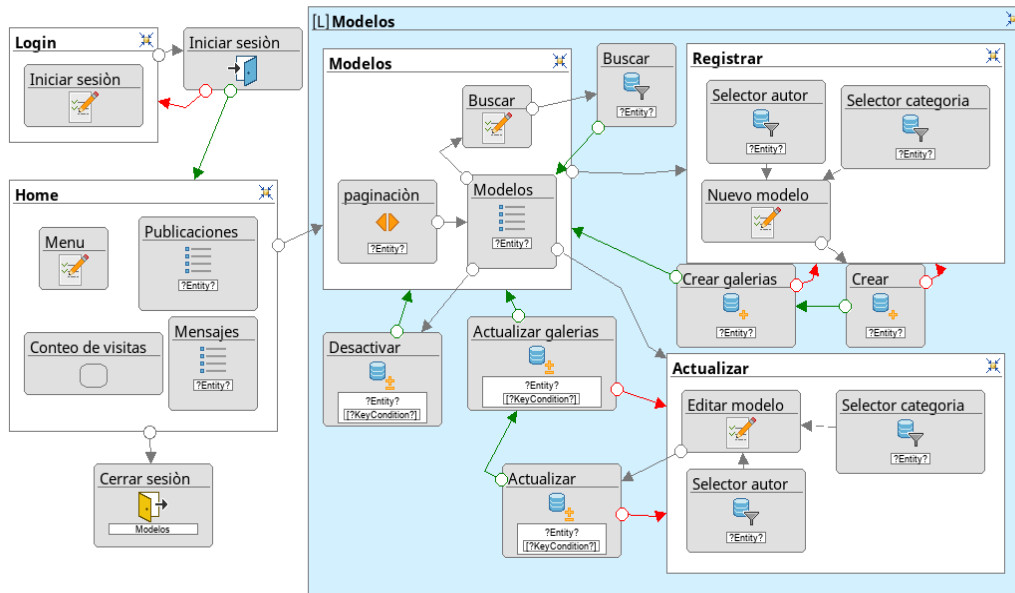 Login
Iniciar sesiòn
Iniciar sesiòn
Home
Menu
Publicaciones
?Entity?
Conteo de visitas
Mensajes
?Entity?
Cerrar sesiòn
Modelos
[L] Modelos
Modelos
Buscar
paginaciòn
?Entity?
Modelos
?Entity?
Buscar
?Entity?
Registrar
Selector autor
?Entity?
Selector categoria
?Entity?
Nuevo modelo
Crear galerias
?Entity?
Crear
?Entity?
Desactivar
?Entity?
[?KeyCondition?]
Actualizar galerias
?Entity?
[?KeyCondition?]
Actualizar
?Entity?
[?KeyCondition?]
Actualizar
Editar modelo
Selector categoria
?Entity?
Selector autor
?Entity?